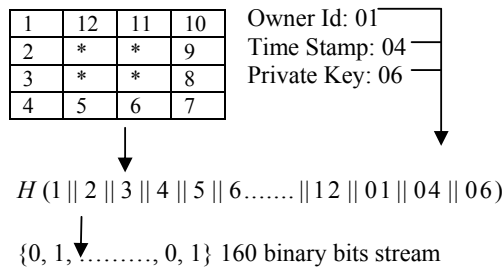 1 12 11 10
2 * * 9
3 * * 8
4 5 6 7
Owner Id: 01
Time Stamp: 04
Private Key: 06
H (1 || 2 || 3 || 4 || 5 || 6……. || 12 || 01 || 04 || 06)
{0, 1, ………, 0, 1} 160 binary bits stream